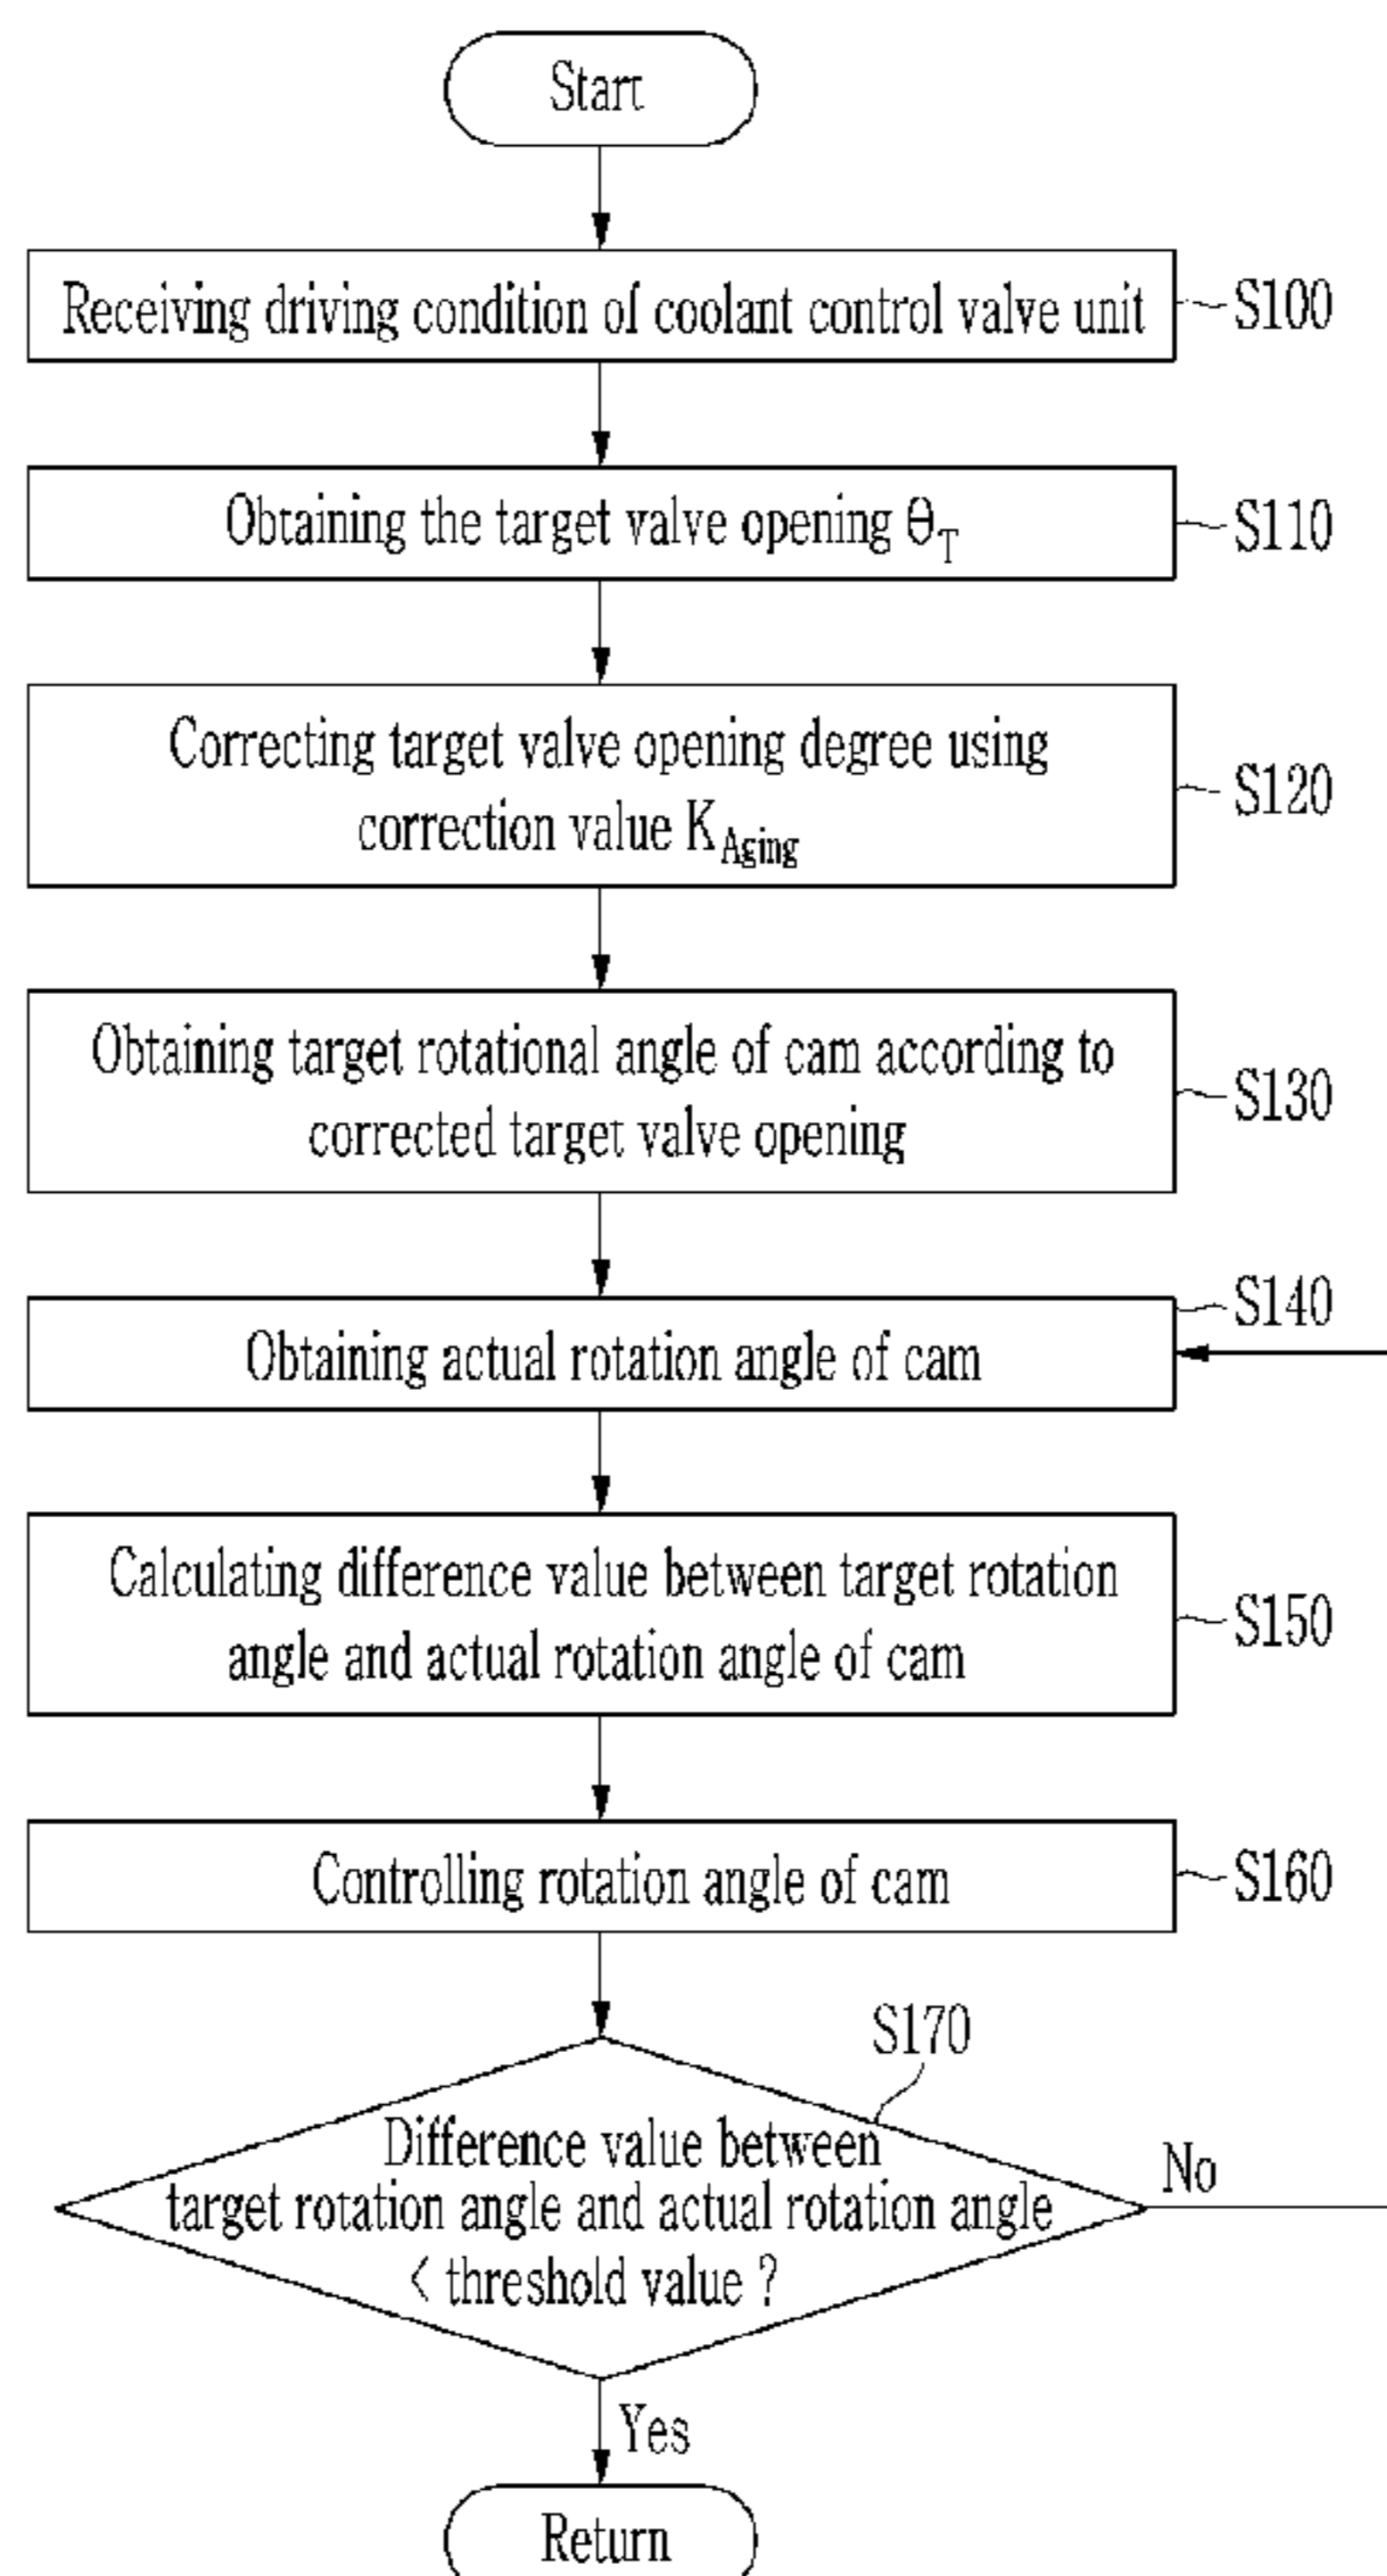 Start
Receiving driving condition of coolant control valve unit
S100
Obtaining the target valve opening θT
S110
Correcting target valve opening degree using
correction value KAging
S120
Obtaining target rotational angle of cam according to
corrected target valve opening
S130
S140
Obtaining actual rotation angle of cam
Calculating difference value between target rotation
angle and actual rotation angle of cam
S150
Controlling rotation angle of cam
S160
S170
Difference value between
target rotation angle and actual rotation angle
< threshold value ?
No
Yes
Return